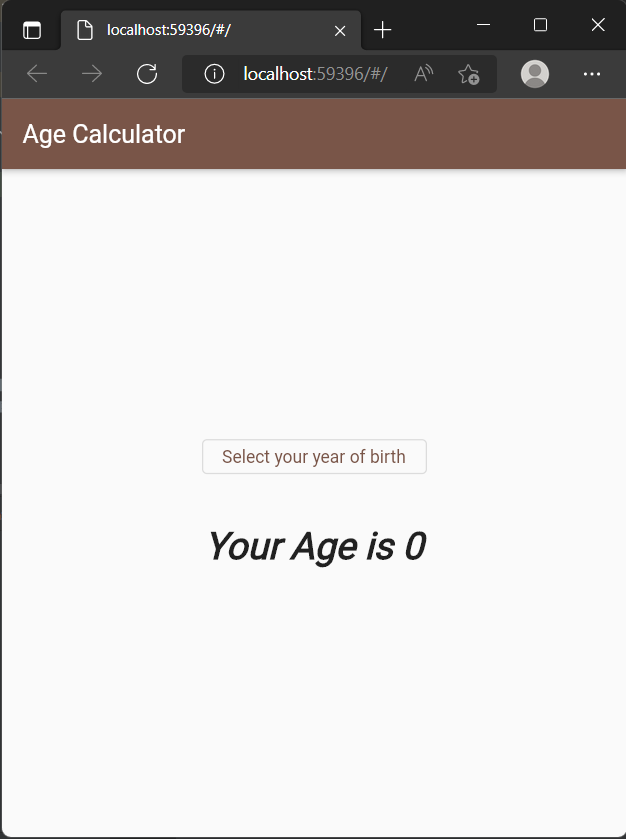 localhost:59396/#/
localhost:59396/#/
Age Calculator
Select your year of birth
Your Age is 0